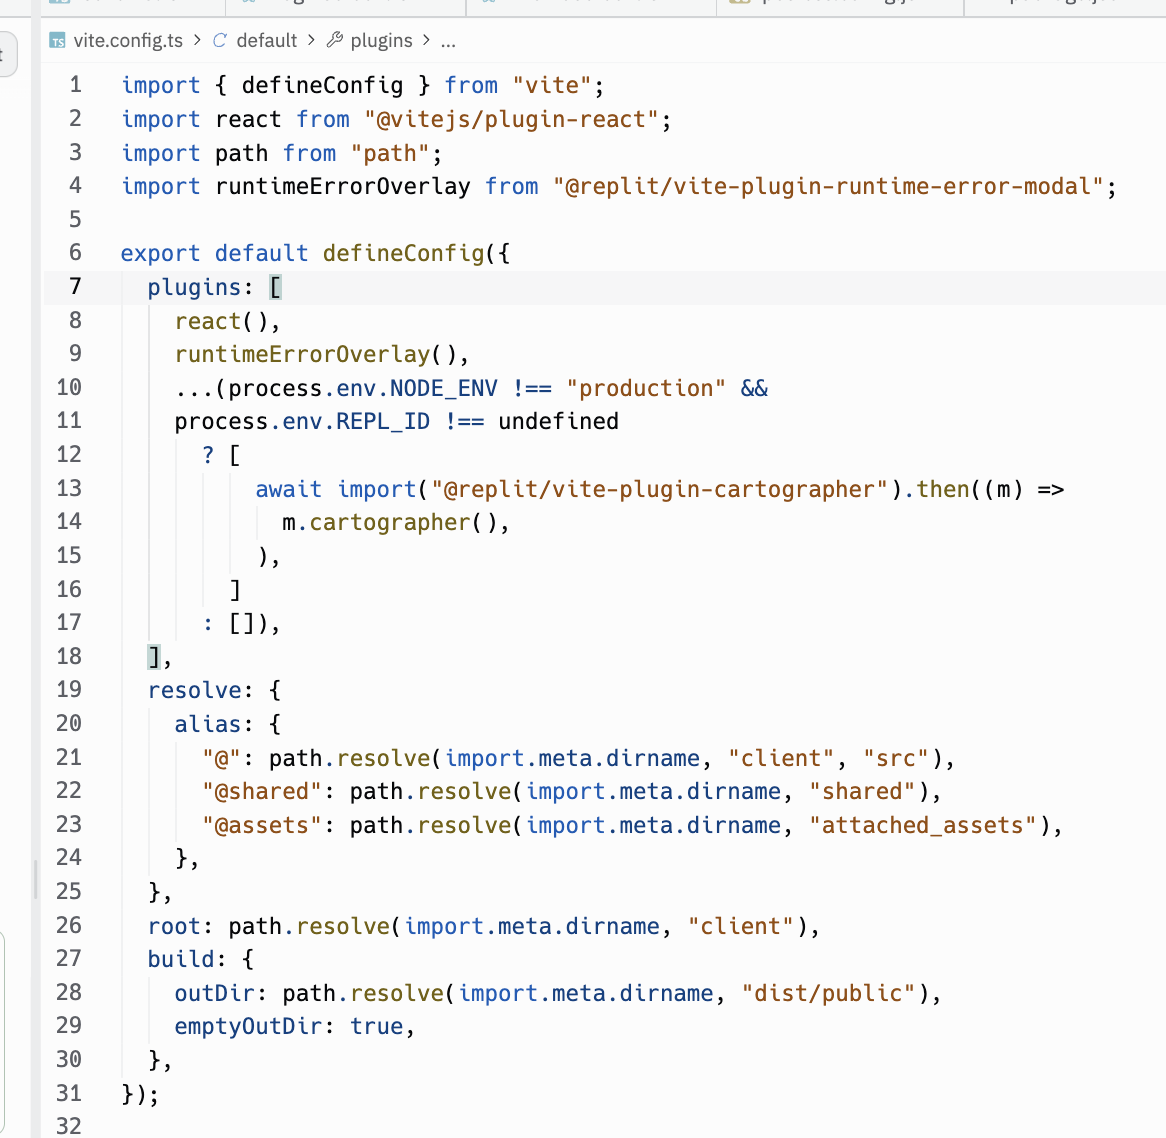 TS vite.config.ts > default > plugins > ...
1 import { defineConfig } from "vite";
2 import react from "@vitejs/plugin-react";
3 import path from "path";
4 import runtimeErrorOverlay from "@replit/vite-plugin-runtime-error-modal";
5
6 export default defineConfig({
7   plugins: [
8     react(),
9     runtimeErrorOverlay(),
10     ...(process.env.NODE_ENV !== "production" &&
11     process.env.REPL_ID !== undefined
12       ? [
13           await import("@replit/vite-plugin-cartographer").then((m) =>
14             m.cartographer(),
15           ),
16         ]
17       : []),
18   ],
19   resolve: {
20     alias: {
21       "@": path.resolve(import.meta.dirname, "client", "src"),
22       "@shared": path.resolve(import.meta.dirname, "shared"),
23       "@assets": path.resolve(import.meta.dirname, "attached_assets"),
24     },
25   },
26   root: path.resolve(import.meta.dirname, "client"),
27   build: {
28     outDir: path.resolve(import.meta.dirname, "dist/public"),
29     emptyOutDir: true,
30   },
31 });
32